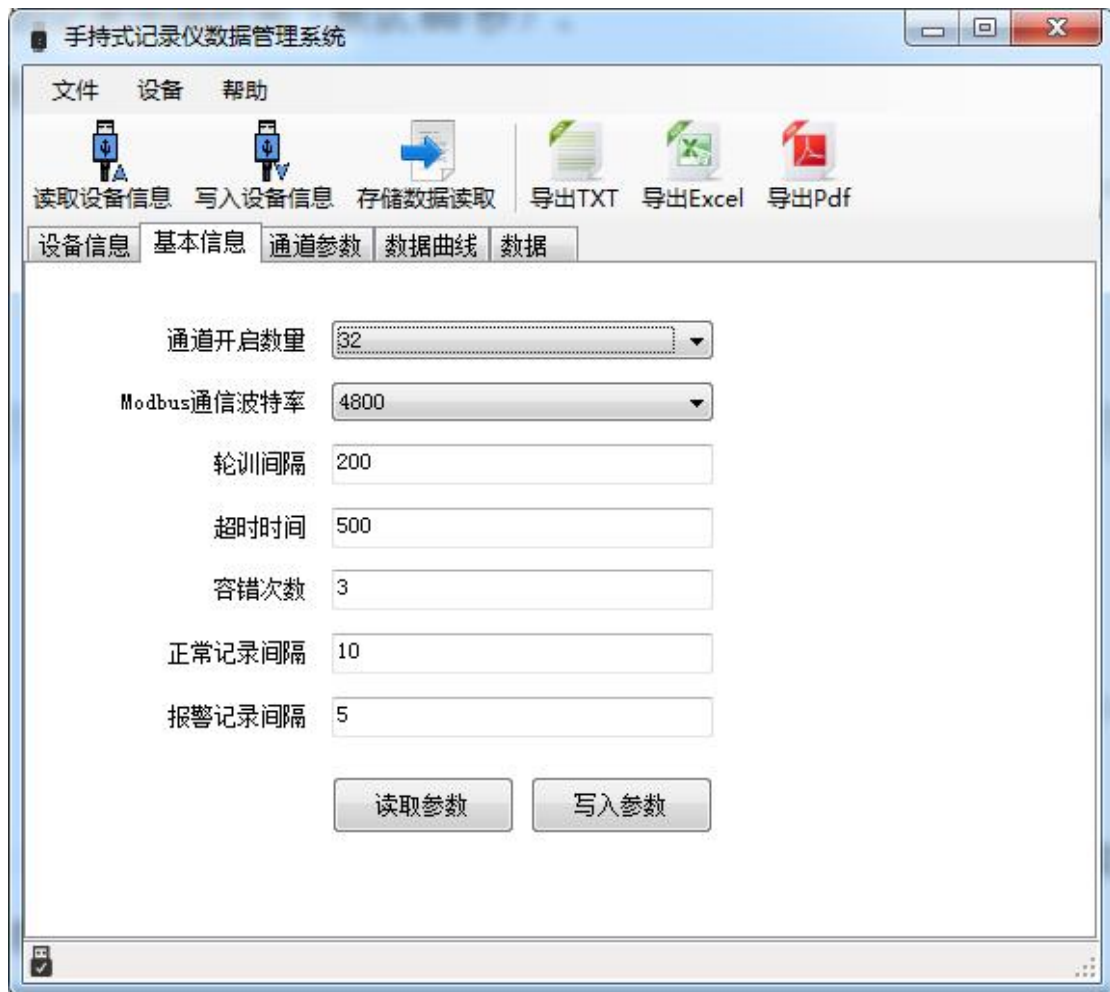 手持式记录仪数据管理系统
文件 设备 帮助
读取设备信息 写入设备信息 存储数据读取 导出TXT 导出Excel 导出Pdf
设备信息 基本信息 通道参数 数据曲线 数据
通道开启数量 32
Modbus通信波特率 4800
轮训间隔 200
超时时间 500
容错次数 3
正常记录间隔 10
报警记录间隔 5
读取参数 写入参数